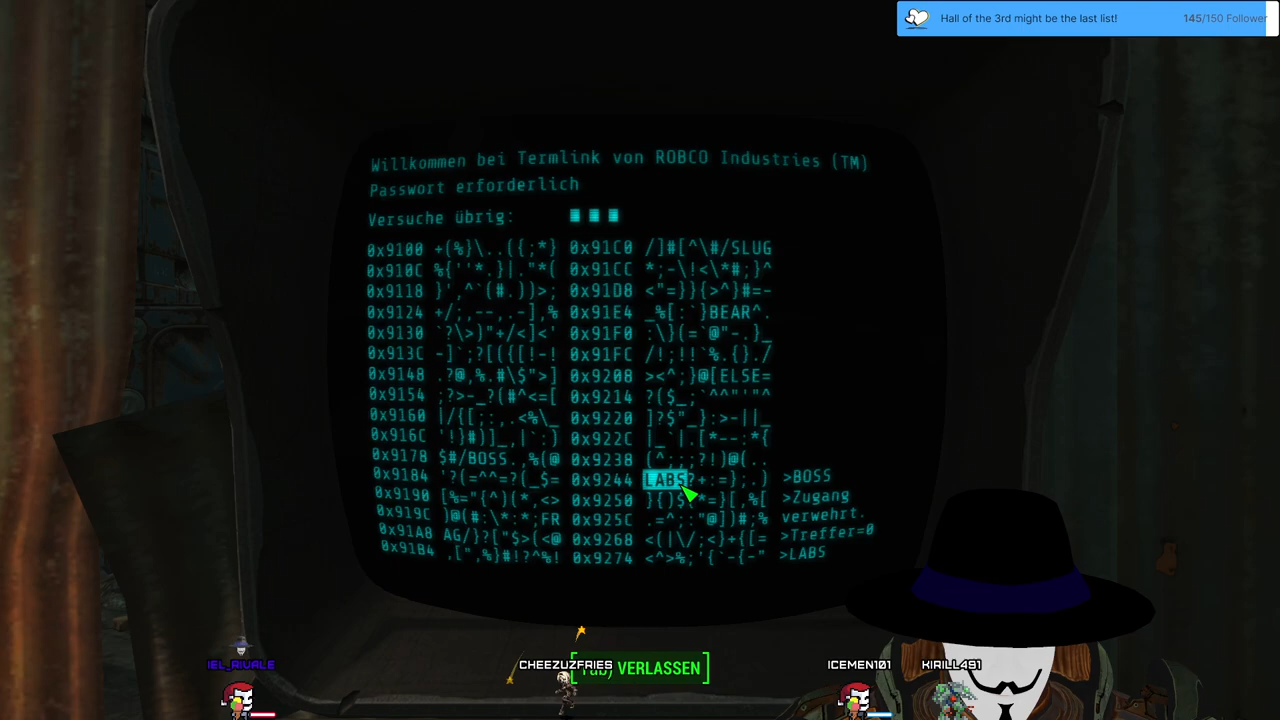 Hall of the 3rd might be the last list! 145/150 Follower
Willkommen bei Termlink von ROBCO Industries (TM)
Passwort erforderlich
Versuche übrig:
0x9100 +(%}\..({;*} 0x91C0 /]#[^\#/SLUG
0x910C %{''*.}|."*( 0x91CC *;-\!<\*#;}^
0x9118 }',^`(#.))>; 0x91D8 <"=}}{>^}#=-
0x9124 +/;,--,.-],% 0x91E4 _%[:`}BEAR^.
0x9130 `?\>)"+/<]<' 0x91F0 :\}(=`@"-.}_
0x913C -]`;?[({[!-! 0x91FC /!;!!`%.{}./
0x9148 .?@,%.#\$">] 0x9208 ><^;}@[ELSE=
0x9154 ;?>-_?(#^<=[ 0x9214 ?($_;`^^"'"^
0x9160 |/{[;:,.<%\_ 0x9220 ]?$"_}:>-||_
0x916C '!}#)]_,|`:) 0x922C |_`|.[*--:*{
0x9178 $#/BOSS.,%(@ 0x9238 (^;;;?!)@(..
0x9184 '?(=^^=?(_$= 0x9244 LABS?+:=};.) >BOSS
0x9190 [%="{^)(*,<> 0x9250 }{)${*=}[,%[ >Zugang
0x919C )@(#:\*:*;FR 0x925C .=^;:"@])#;% verwehrt.
0x91A8 AG/}?["$>(<@ 0x9268 <(|\/;<}+{[= >Treffer=0
0x91B4 ,[",%}#!?^%! 0x9274 <^>%;'{`-{-" >LABS
IEL_RIVALE CHEEZUZFRIES VERLASSEN ICEMEN101 KIRILL491